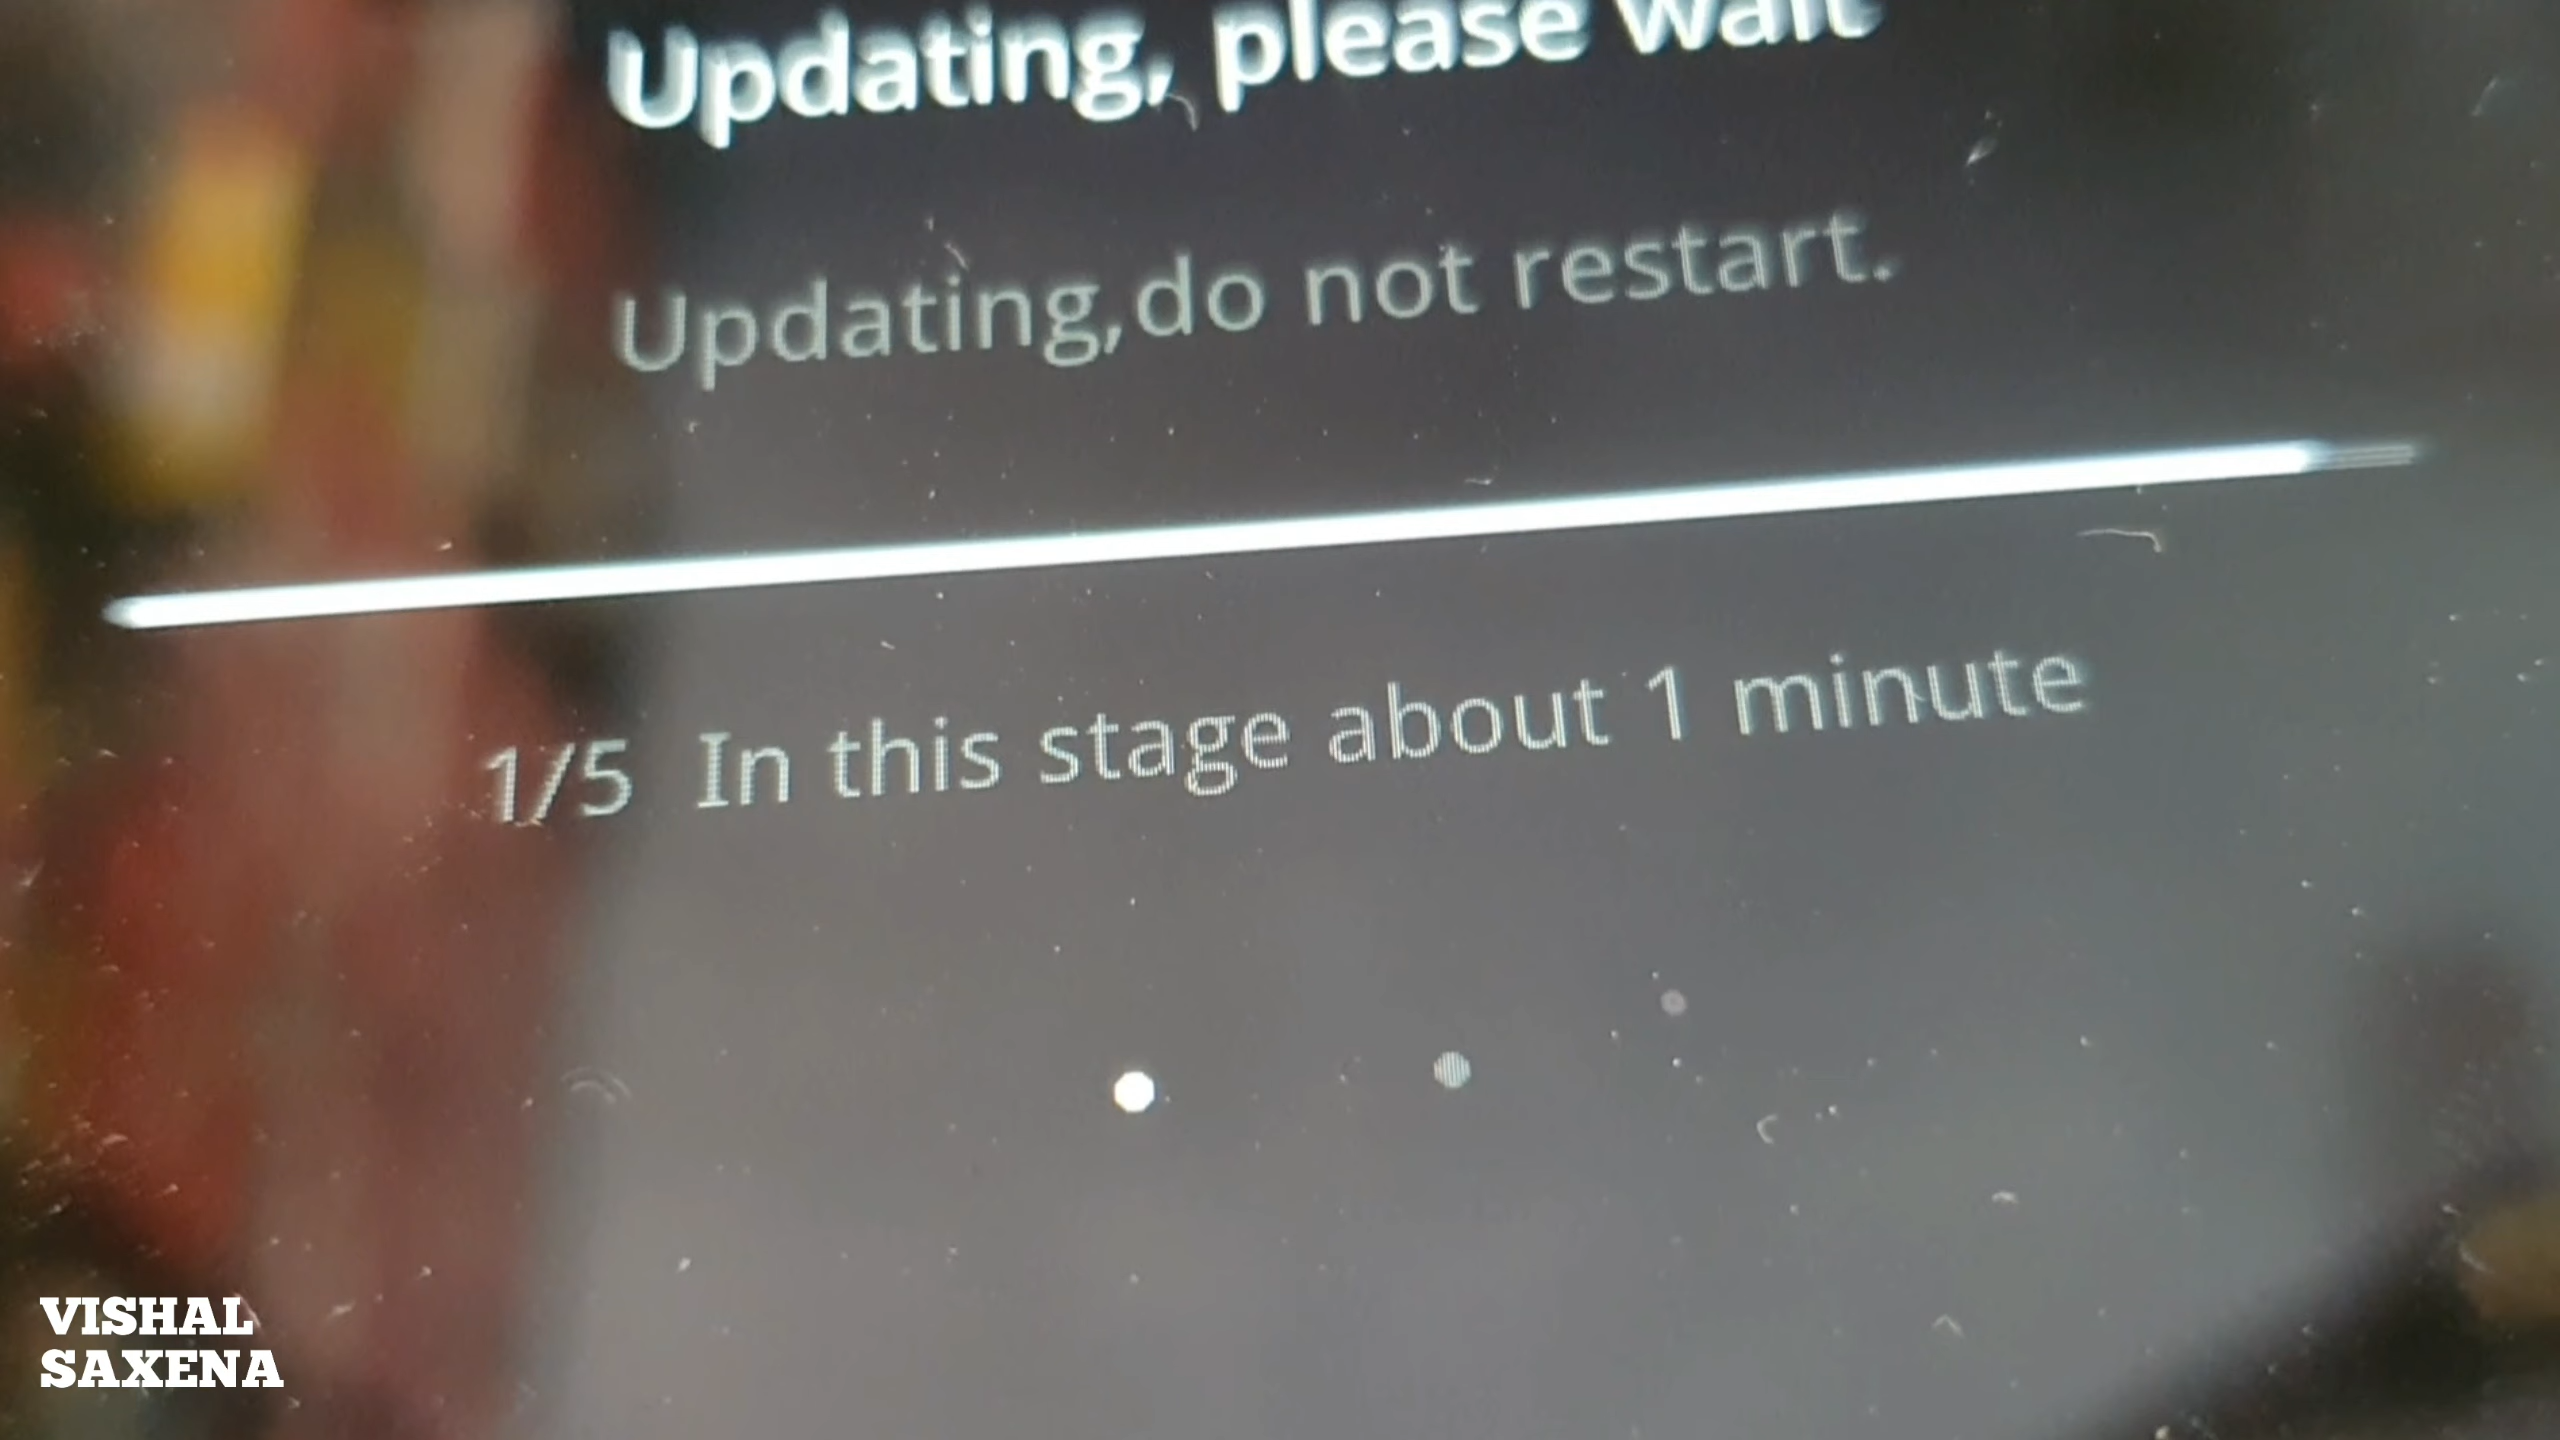 Updating, please wait
Updating,do not restart.
1/5 In this stage about 1 minute
VISHAL
SAXENA